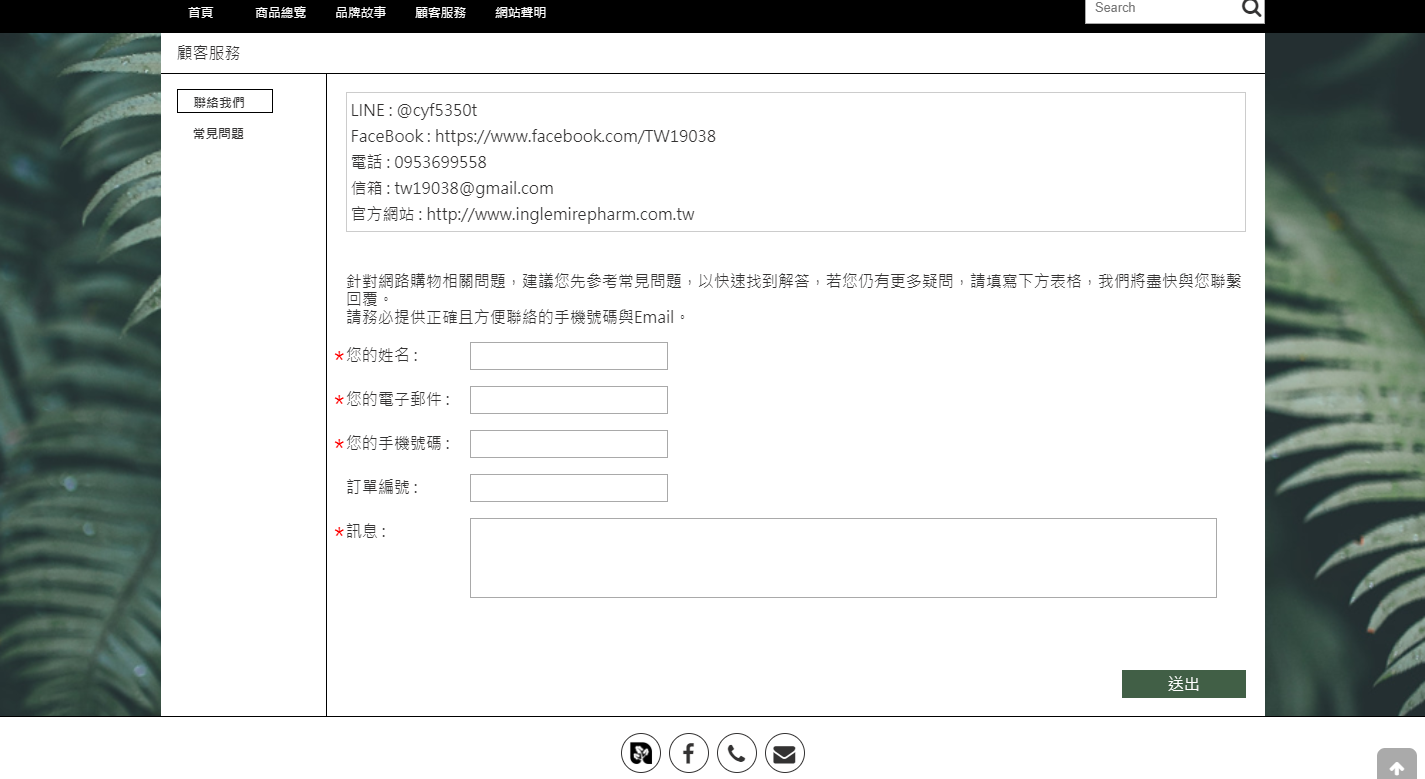 首頁 商品總覽 品牌故事 顧客服務 網站聲明 Search
顧客服務
聯絡我們
常見問題
LINE : @cyf5350t
FaceBook : https://www.facebook.com/TW19038
電話 : 0953699558
信箱 : tw19038@gmail.com
官方網站 : http://www.inglemirepharm.com.tw
針對網路購物相關問題，建議您先參考常見問題，以快速找到解答，若您仍有更多疑問，請填寫下方表格，我們將盡快與您聯繫
回覆。
請務必提供正確且方便聯絡的手機號碼與Email。
*您的姓名 :
*您的電子郵件 :
*您的手機號碼 :
訂單編號 :
*訊息 :
送出